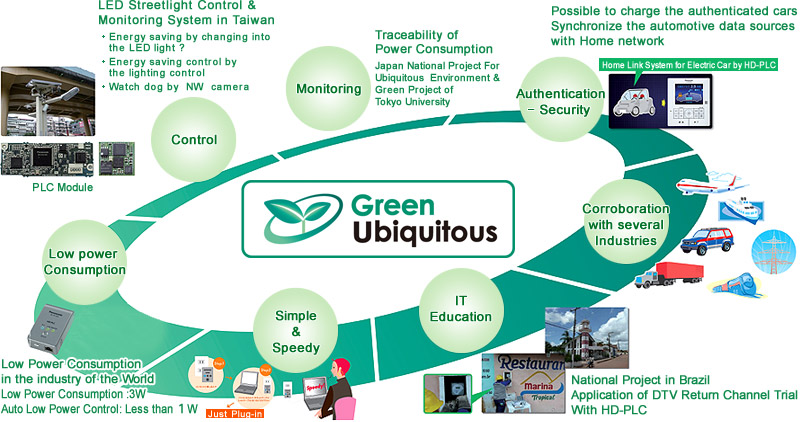 LED Streetlight Control &
Monitoring System in Taiwan
・Energy saving by changing into
the LED light ?
・Energy saving control by
the lighting control
・Watch dog by NW camera
Traceability of
Power Consumption
Japan National Project For
Ubiquitous Environment &
Green Project of
Tokyo University
Possible to charge the authenticated cars
Synchronize the automotive data sources
with Home network
Home Link System for Electric Car by HD-PLC
Monitoring
Authentication
– Security
Control
PLC Module
Green
Ubiquitous
Corroboration
with several
Industries
Low power
Consumption
IT
Education
Simple
&
Speedy
Low Power Consumption
in the industry of the World
Low Power Consumption :3W
Auto Low Power Control: Less than 1W
Speedy!
Just Plug-in
Restauran
Marina
Tropical
National Project in Brazil
Application of DTV Return Channel Trial
With HD-PLC